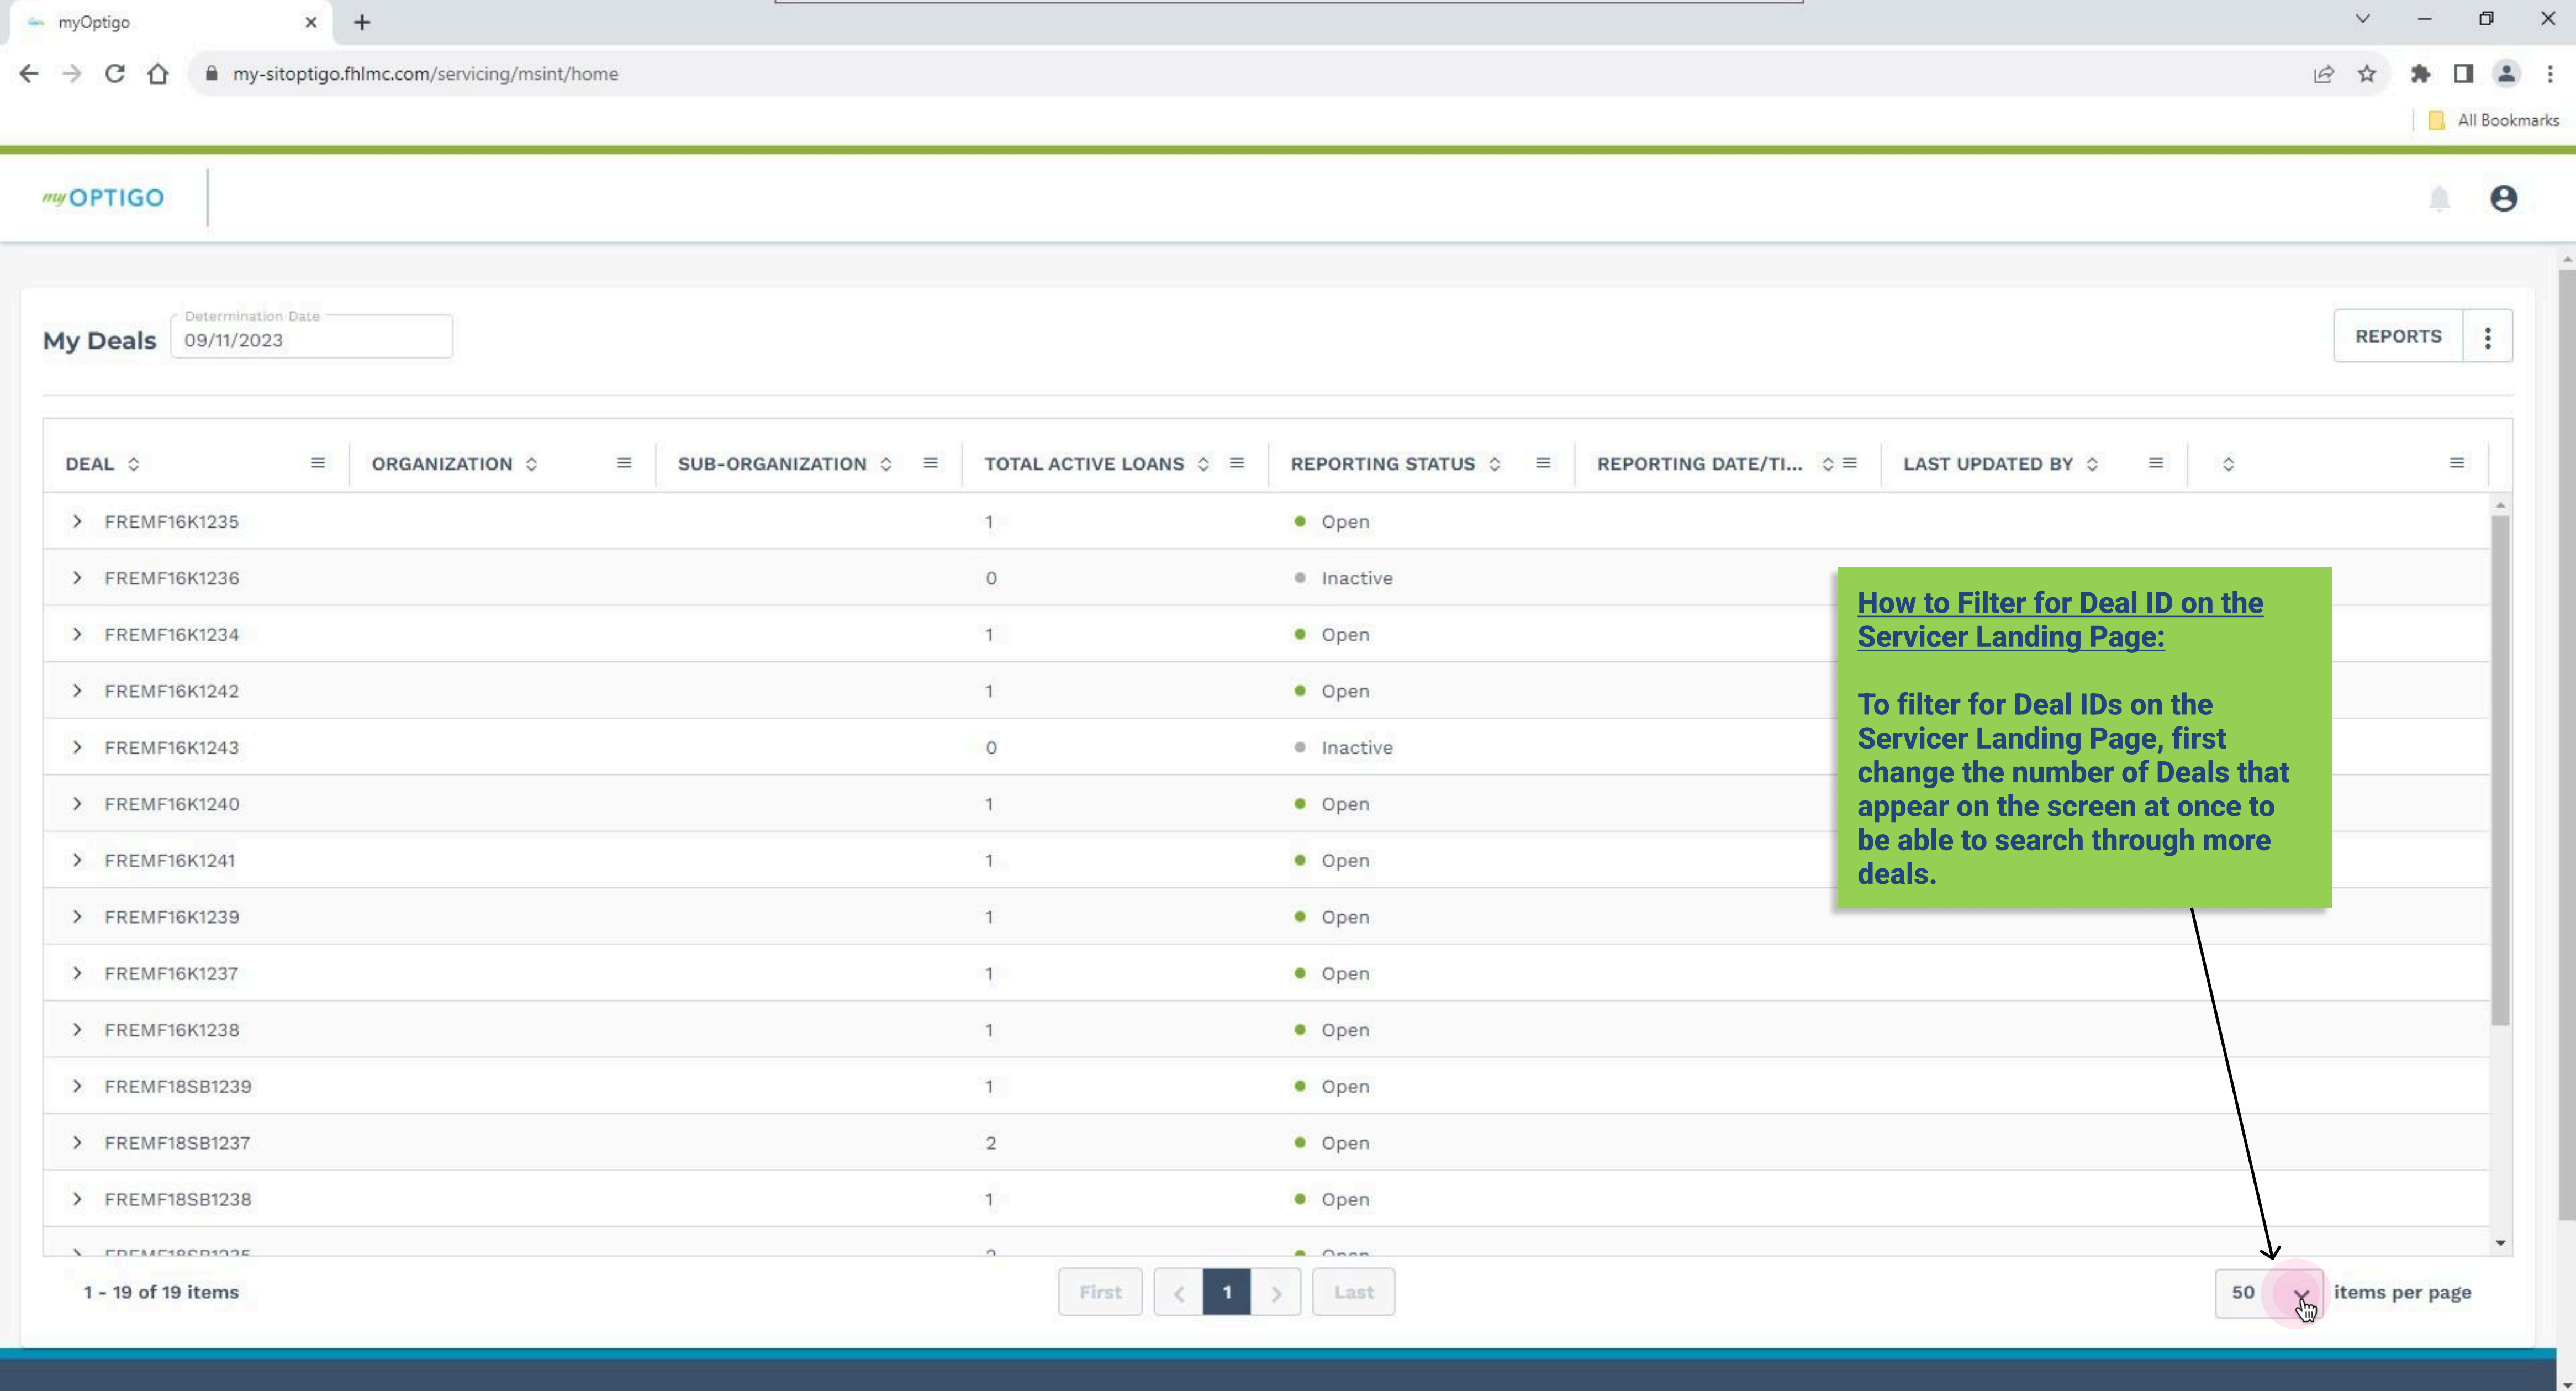 myOptigo
my-sitoptigo.fhlmc.com/servicing/msint/home
All Bookmarks
myOPTIGO
Determination Date
My Deals 09/11/2023
REPORTS
DEAL ORGANIZATION SUB-ORGANIZATION TOTAL ACTIVE LOANS REPORTING STATUS REPORTING DATE/TI... LAST UPDATED BY
FREMF16K1235 1 Open
FREMF16K1236 0 Inactive
FREMF16K1234 1 Open
FREMF16K1242 1 Open
FREMF16K1243 0 Inactive
FREMF16K1240 1 Open
FREMF16K1241 1 Open
FREMF16K1239 1 Open
FREMF16K1237 1 Open
FREMF16K1238 1 Open
FREMF18SB1239 1 Open
FREMF18SB1237 2 Open
FREMF18SB1238 1 Open
FREMF18SB1235 2 Open
How to Filter for Deal ID on the
Servicer Landing Page:
To filter for Deal IDs on the
Servicer Landing Page, first
change the number of Deals that
appear on the screen at once to
be able to search through more
deals.
1 - 19 of 19 items
First < 1 > Last
50 items per page